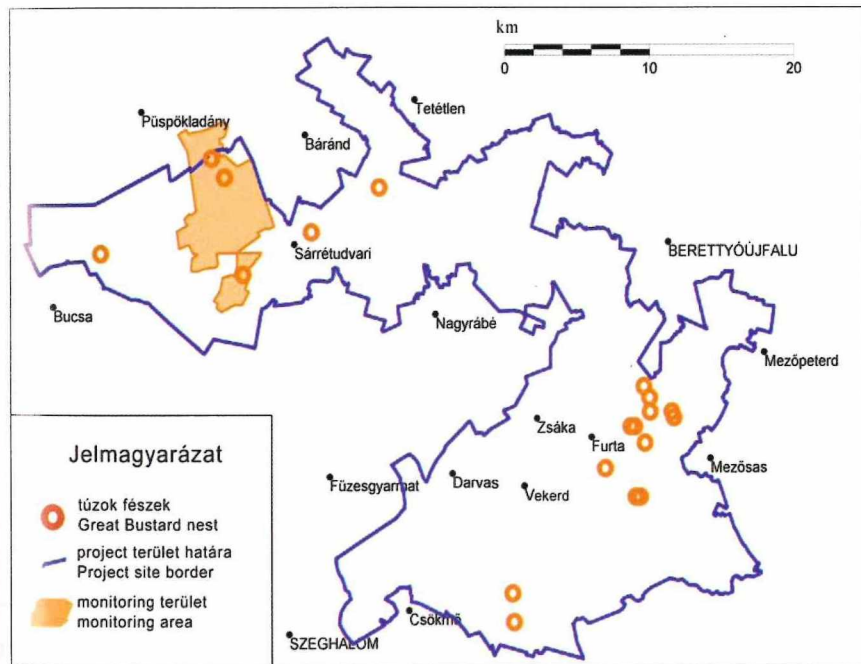 km
0 10 20
Püspökladány
Tetétlen
Báránd
Sárrétudvari
BERETTYÓÚJFALU
Bucsa
Nagyrábé
Mezőpeterd
Zsáka
Furta
Mezősas
Füzesgyarmat
Darvas
Vekerd
Csökmő
SZEGHALOM
Jelmagyarázat
túzok fészek
Great Bustard nest
project terület határa
Project site border
monitoring terület
monitoring area